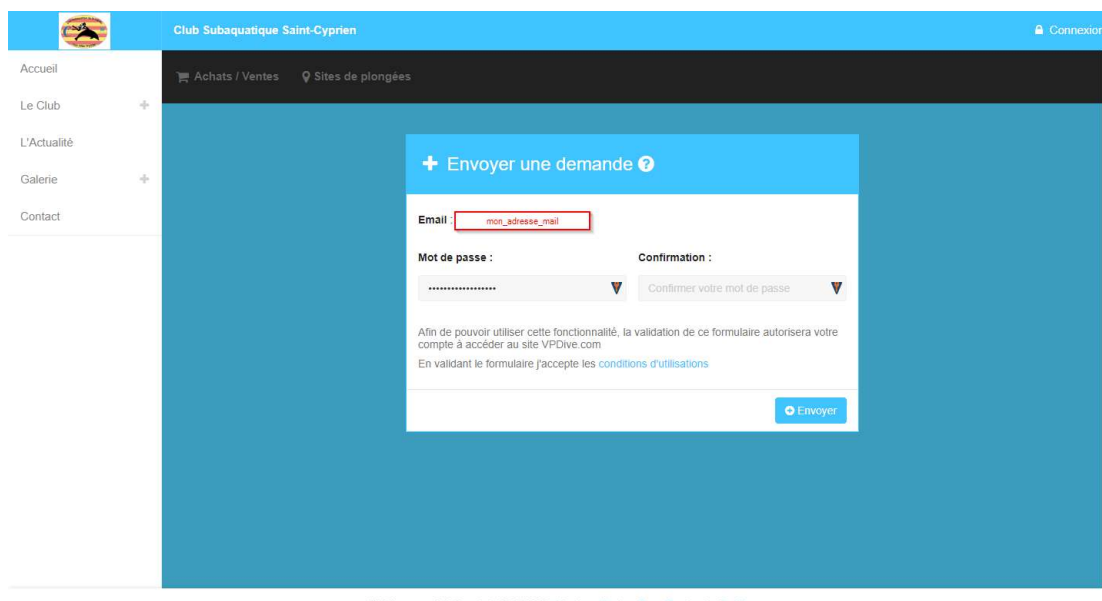 Club Subaquatique Saint-Cyprien
Connexion
Accueil
Le Club
L'Actualité
Galerie
Contact
Achats / Ventes
Sites de plongées
Envoyer une demande
Email :
mon_adresse_mail
Mot de passe :
Confirmation :
••••••••••••••••••
Confirmer votre mot de passe
Afin de pouvoir utiliser cette fonctionnalité, la validation de ce formulaire autorisera votre
compte à accéder au site VPDive.com
En validant le formulaire j'accepte les conditions d'utilisations
Envoyer